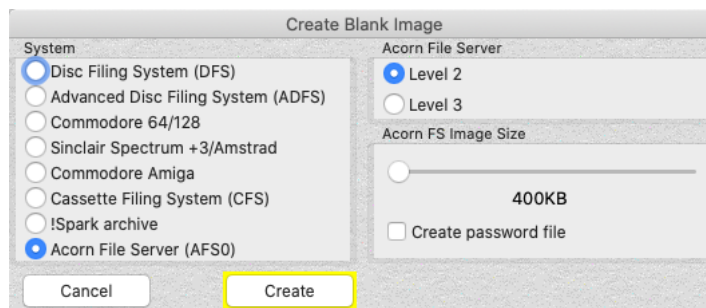 Create Blank Image
System
Disc Filing System (DFS)
Advanced Disc Filing System (ADFS)
Commodore 64/128
Sinclair Spectrum +3/Amstrad
Commodore Amiga
Cassette Filing System (CFS)
!Spark archive
Acorn File Server (AFS0)
Acorn File Server
Level 2
Level 3
Acorn FS Image Size
400KB
Create password file
Cancel
Create